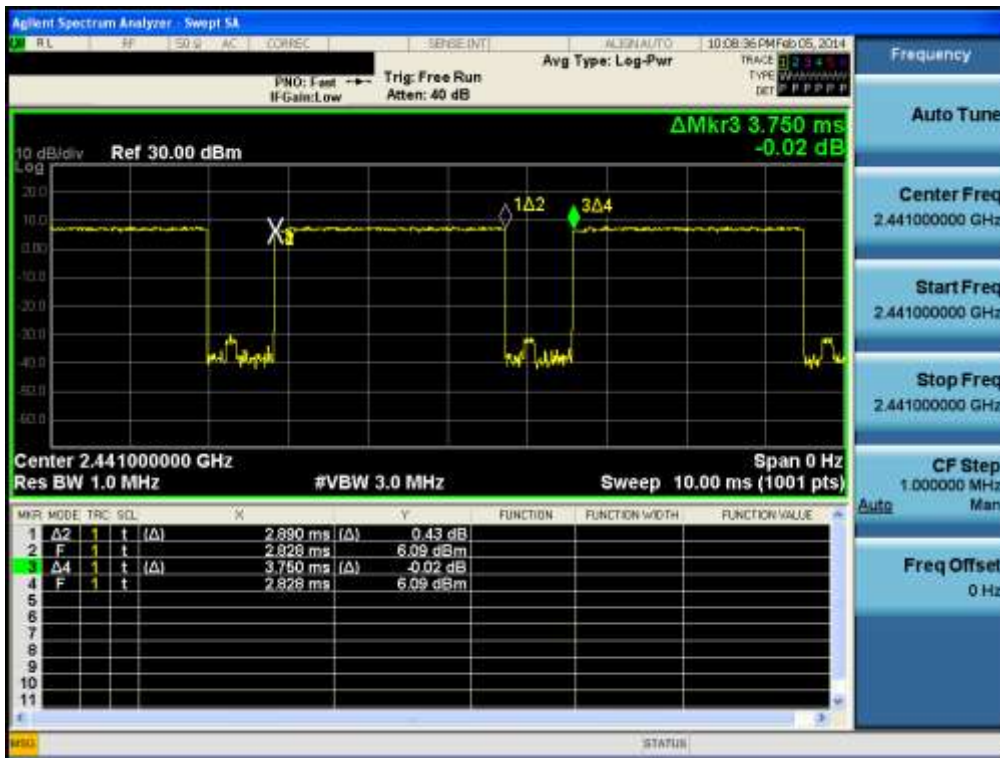 Agilent Spectrum Analyzer - Swept SA
RL RF 50 Ω AC CORREC SENSE:INT ALIGN AUTO 10:08:36 PM Feb 05, 2014
Avg Type: Log-Pwr
TRACE 1 2 3 4 5 6
PNO: Fast Trig: Free Run
TYPE
IFGain:Low Atten: 40 dB
DET P P P P P P
ΔMkr3 3.750 ms
-0.02 dB
10 dB/div Ref 30.00 dBm
Log
20.0
10.0
0.00
-10.0
-20.0
-30.0
-40.0
-50.0
-60.0
1Δ2
3Δ4
Center 2.441000000 GHz Span 0 Hz
Res BW 1.0 MHz #VBW 3.0 MHz Sweep 10.00 ms (1001 pts)
MKR MODE TRC SCL X Y FUNCTION FUNCTION WIDTH FUNCTION VALUE
1 Δ2 1 t (Δ) 2.890 ms (Δ) 0.43 dB
2 F 1 t 2.828 ms 6.09 dBm
3 Δ4 1 t (Δ) 3.750 ms (Δ) -0.02 dB
4 F 1 t 2.828 ms 6.09 dBm
5
6
7
8
9
10
11
MSG STATUS
Frequency
Auto Tune
Center Freq
2.441000000 GHz
Start Freq
2.441000000 GHz
Stop Freq
2.441000000 GHz
CF Step
1.000000 MHz
Auto Man
Freq Offset
0 Hz